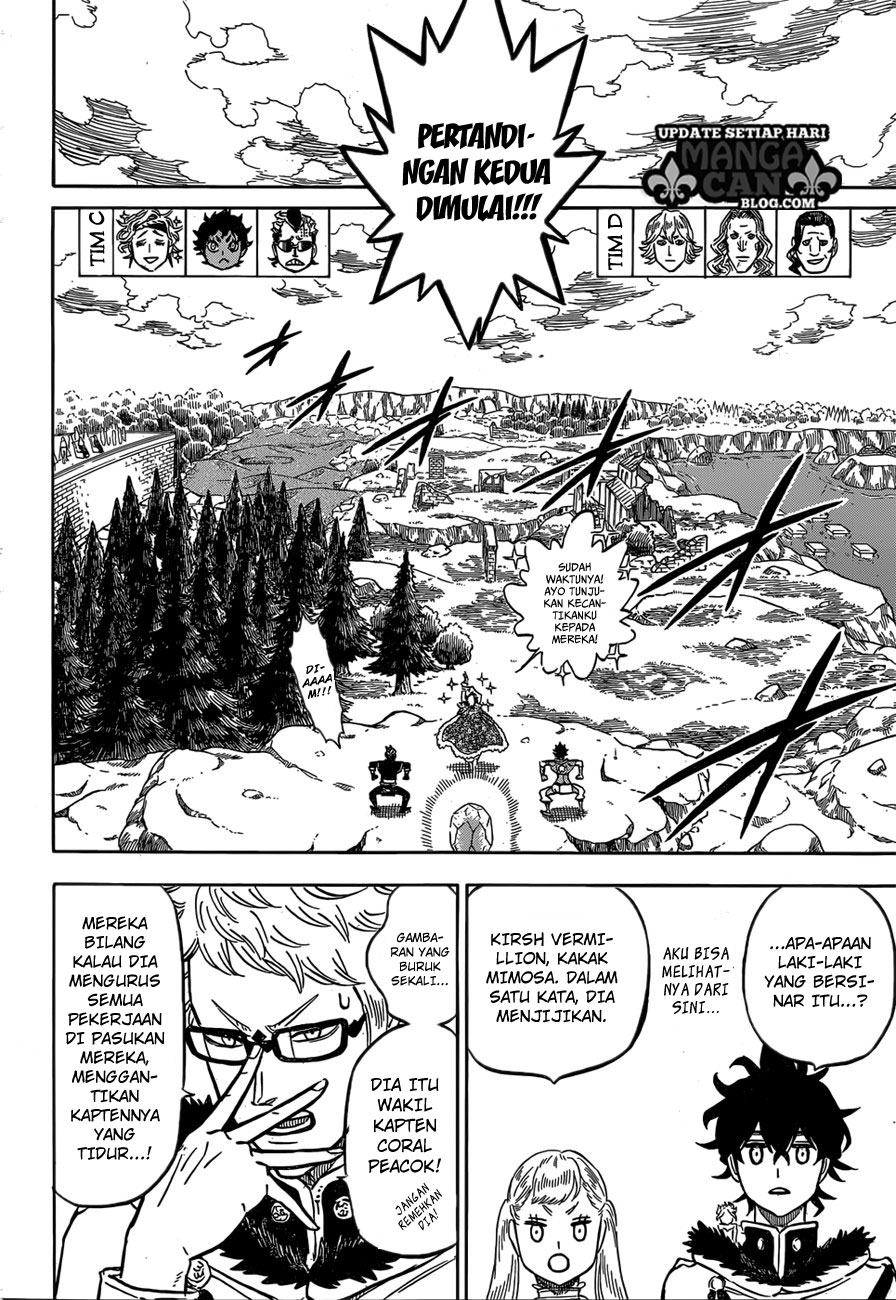 PERTANDI-
NGAN KEDUA
DIMULAI!!!
UPDATE SETIAP HARI
MANGA
CAN
BLOG.COM
TIM C
TIM D
SUDAH
WAKTUNYA!
AYO TUNJU-
KAN KECAN-
TIKANKU
KEPADA
MEREKA!
DI-
AAAA
M!!!
...APA-APAAN
LAKI-LAKI
YANG BERSI-
NAR ITU...?
AKU BISA
MELIHAT-
NYA DARI
SINI...
KIRSH VERMI-
LLION, KAKAK
MIMOSA. DALAM
SATU KATA, DIA
MENJIJIKAN.
GAMBA-
RAN YANG
BURUK
SEKALI...
DIA ITU
WAKIL
KAPTEN
CORAL
PEACOK!
JANGAN
REMEHKAN
DIA!
MEREKA
BILANG
KALAU DIA
MENGURUS
SEMUA
PEKERJAAN
DI PASUKAN
MEREKA,
MENGGAN-
TIKAN
KAPTENNYA
YANG
TIDUR...!